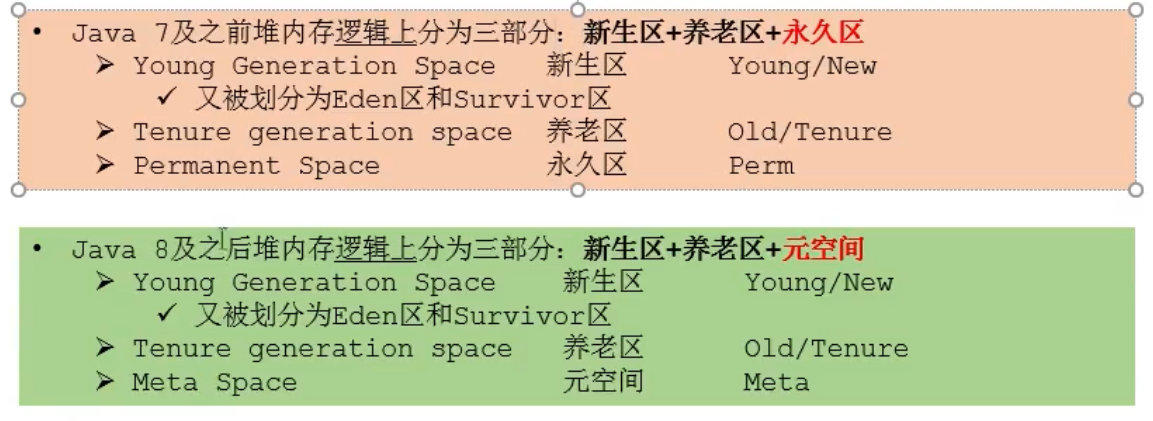 • Java 7及之前堆内存逻辑上分为三部分：新生区+养老区+永久区
➢ Young Generation Space 新生区 Young/New
✓ 又被划分为Eden区和Survivor区
➢ Tenure generation space 养老区 Old/Tenure
➢ Permanent Space 永久区 Perm
• Java 8及之后堆内存逻辑上分为三部分：新生区+养老区+元空间
➢ Young Generation Space 新生区 Young/New
✓ 又被划分为Eden区和Survivor区
➢ Tenure generation space 养老区 Old/Tenure
➢ Meta Space 元空间 Meta